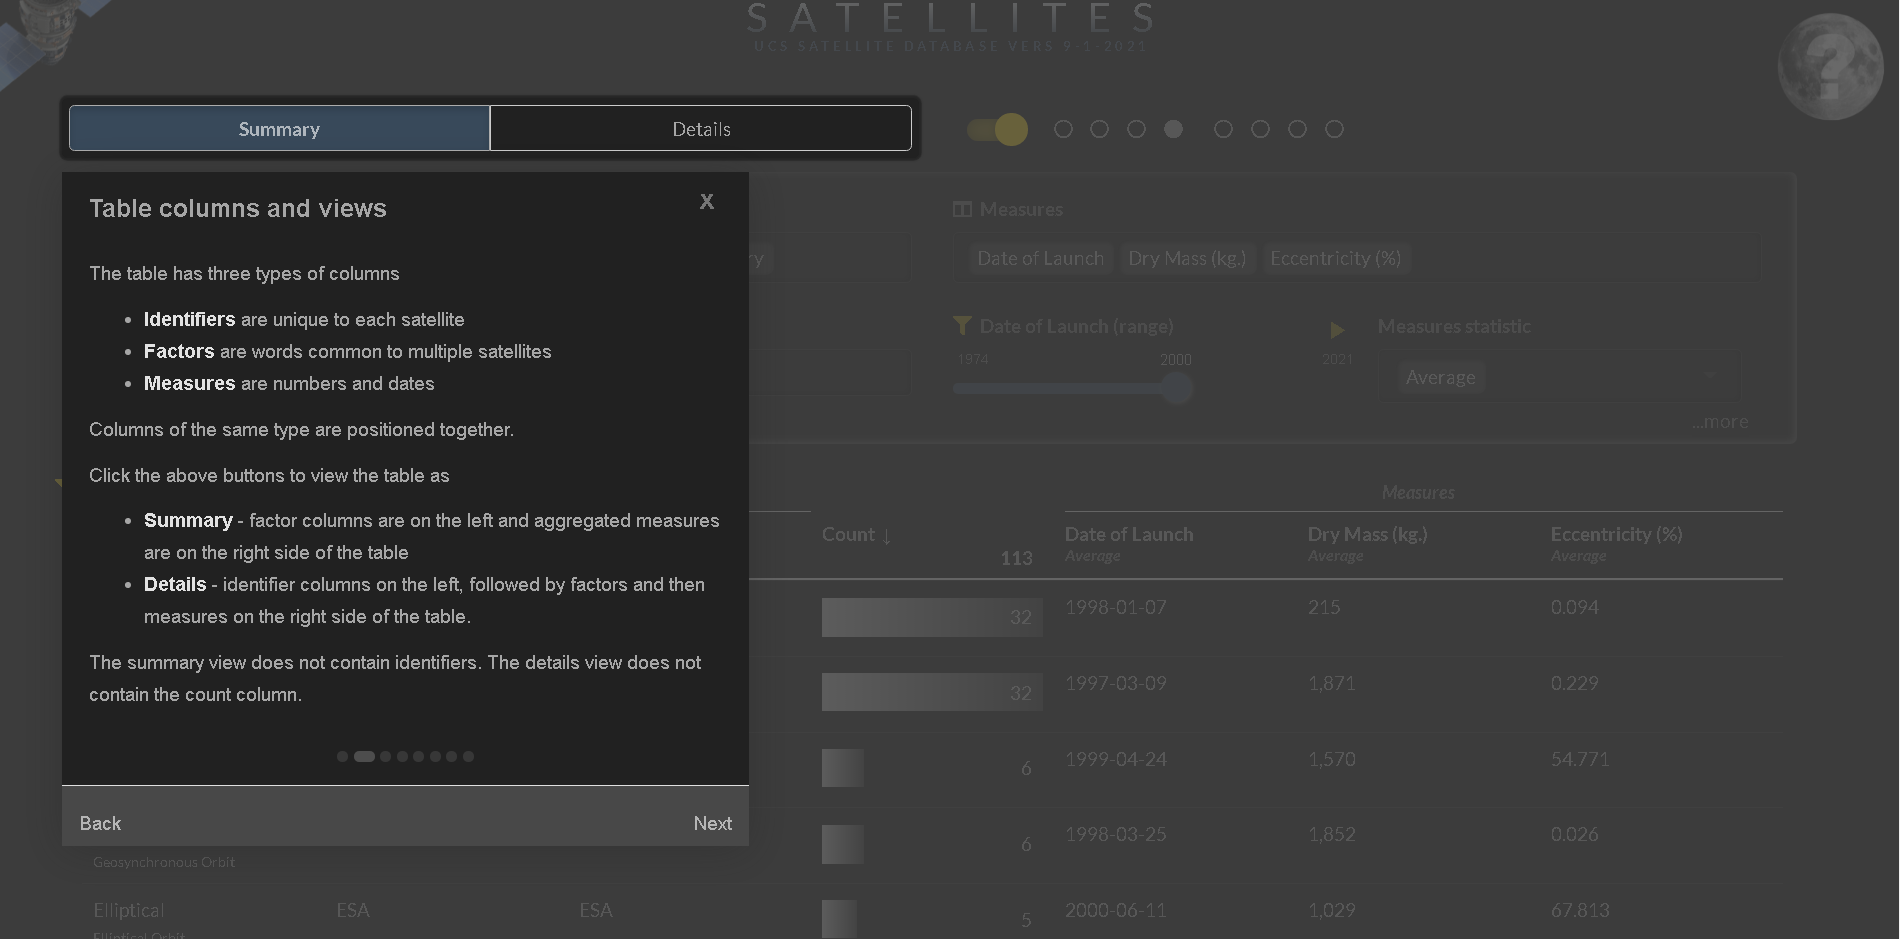 SATELLITES
UCS SATELLITE DATABASE VERS 9-1-2021
?
Summary
Details
Table columns and views
X
The table has three types of columns
• Identifiers are unique to each satellite
• Factors are words common to multiple satellites
• Measures are numbers and dates
Columns of the same type are positioned together.
Click the above buttons to view the table as
• Summary - factor columns are on the left and aggregated measures
are on the right side of the table
• Details - identifier columns on the left, followed by factors and then
measures on the right side of the table.
The summary view does not contain identifiers. The details view does not
contain the count column.
Back
Next
Measures
Date of Launch Dry Mass (kg.) Eccentricity (%)
Date of Launch (range)
1974 2000 2021
Measures statistic
Average
...more
Measures
Count ↓ 113
Date of Launch Dry Mass (kg.) Eccentricity (%)
Average Average Average
32 1998-01-07 215 0.094
32 1997-03-09 1,871 0.229
6 1999-04-24 1,570 54.771
6 1998-03-25 1,852 0.026
Geosynchronous Orbit
Elliptical ESA ESA 5 2000-06-11 1,029 67.813
Elliptical Orbit